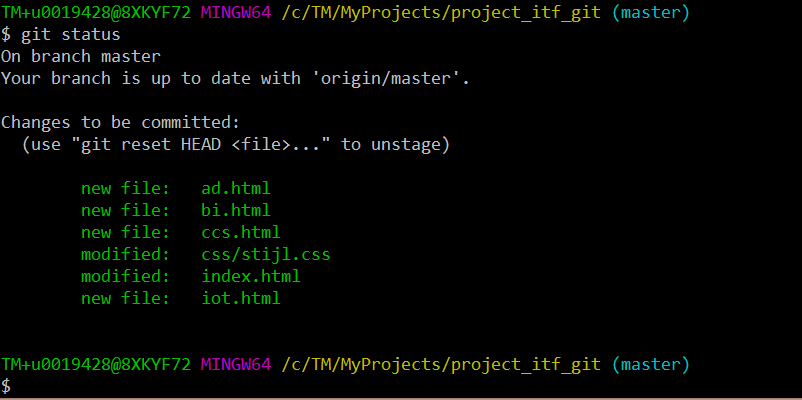 TM+u0019428@8XKYF72 MINGW64 /c/TM/MyProjects/project_itf_git (master)
$ git status
On branch master
Your branch is up to date with 'origin/master'.
Changes to be committed:
  (use "git reset HEAD <file>..." to unstage)
        new file:   ad.html
        new file:   bi.html
        new file:   ccs.html
        modified:   css/stijl.css
        modified:   index.html
        new file:   iot.html
TM+u0019428@8XKYF72 MINGW64 /c/TM/MyProjects/project_itf_git (master)
$